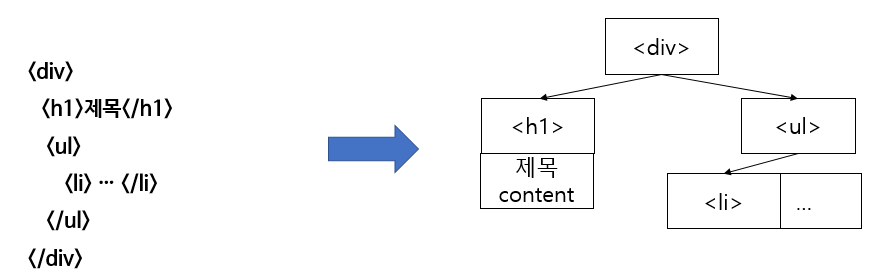 <div>
<h1>제목</h1>
<ul>
<li> ... </li>
</ul>
</div>
<div>
<h1>
<ul>
제목
content
<li>
...